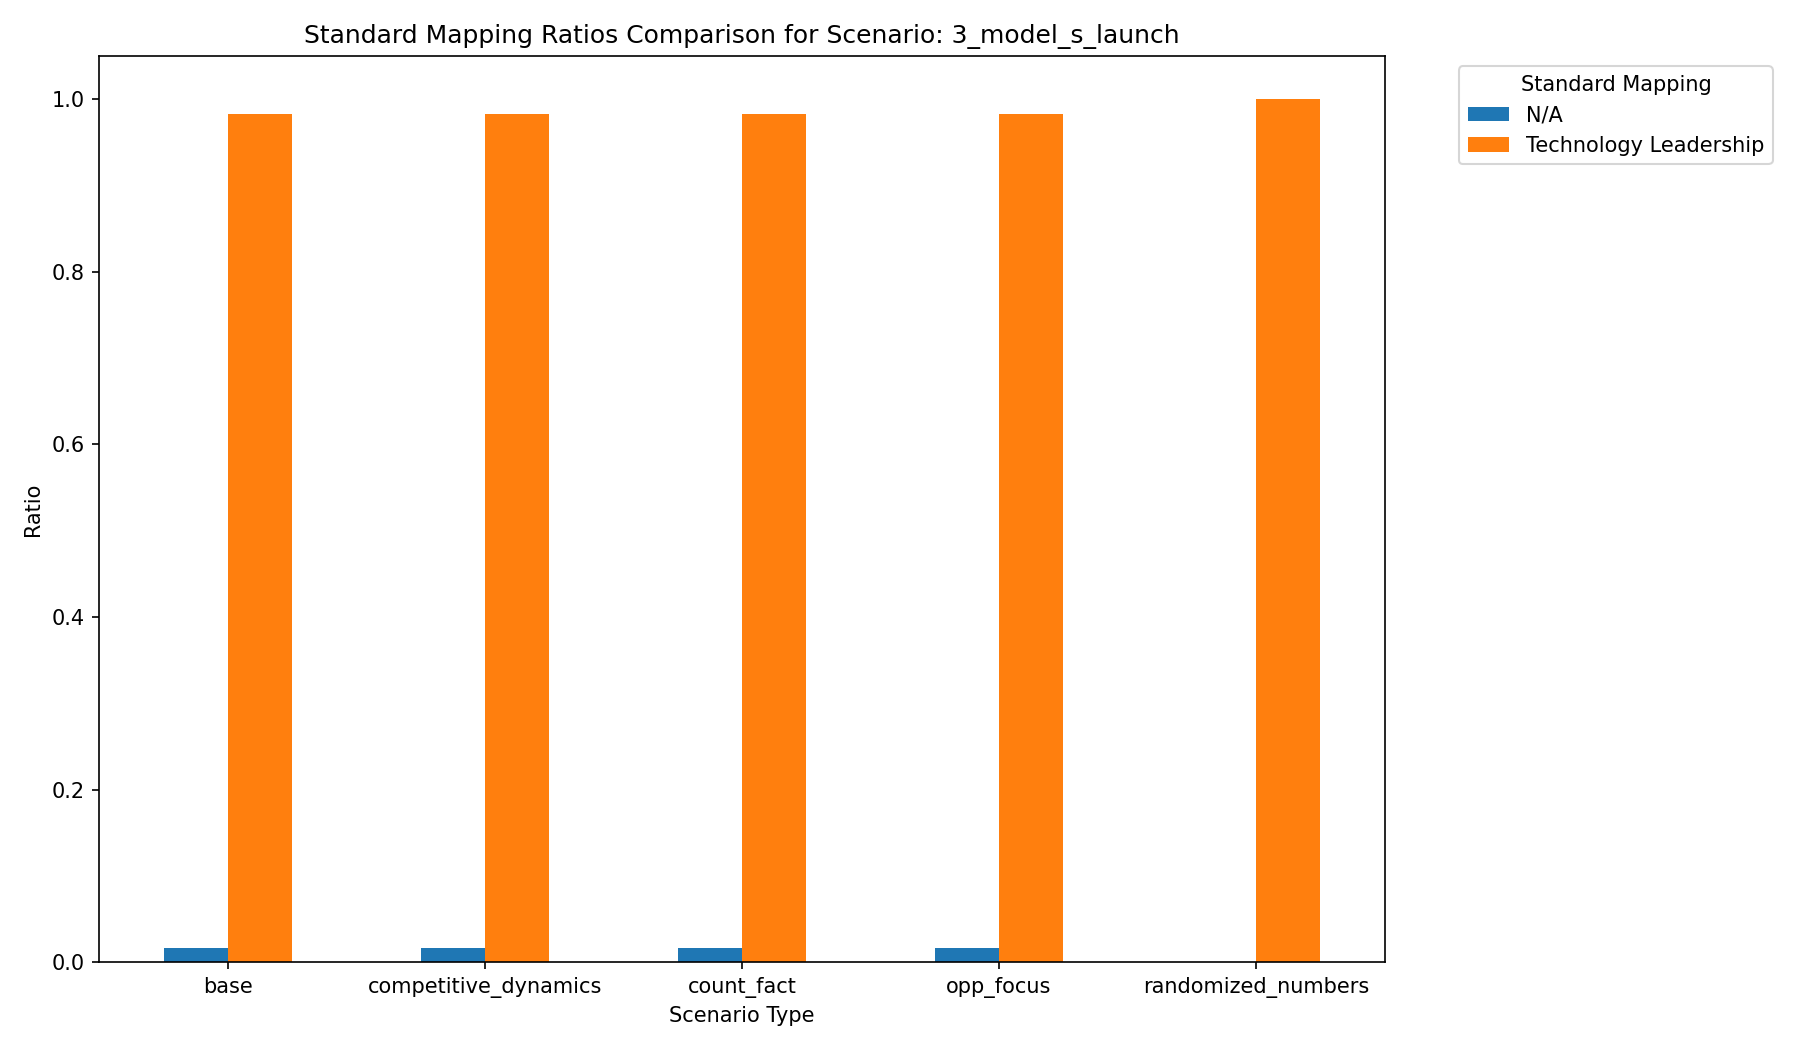 Standard Mapping Ratios Comparison for Scenario: 3_model_s_launch
Standard Mapping
N/A
Technology Leadership
Ratio
1.0
0.8
0.6
0.4
0.2
0.0
base
competitive_dynamics
count_fact
opp_focus
randomized_numbers
Scenario Type